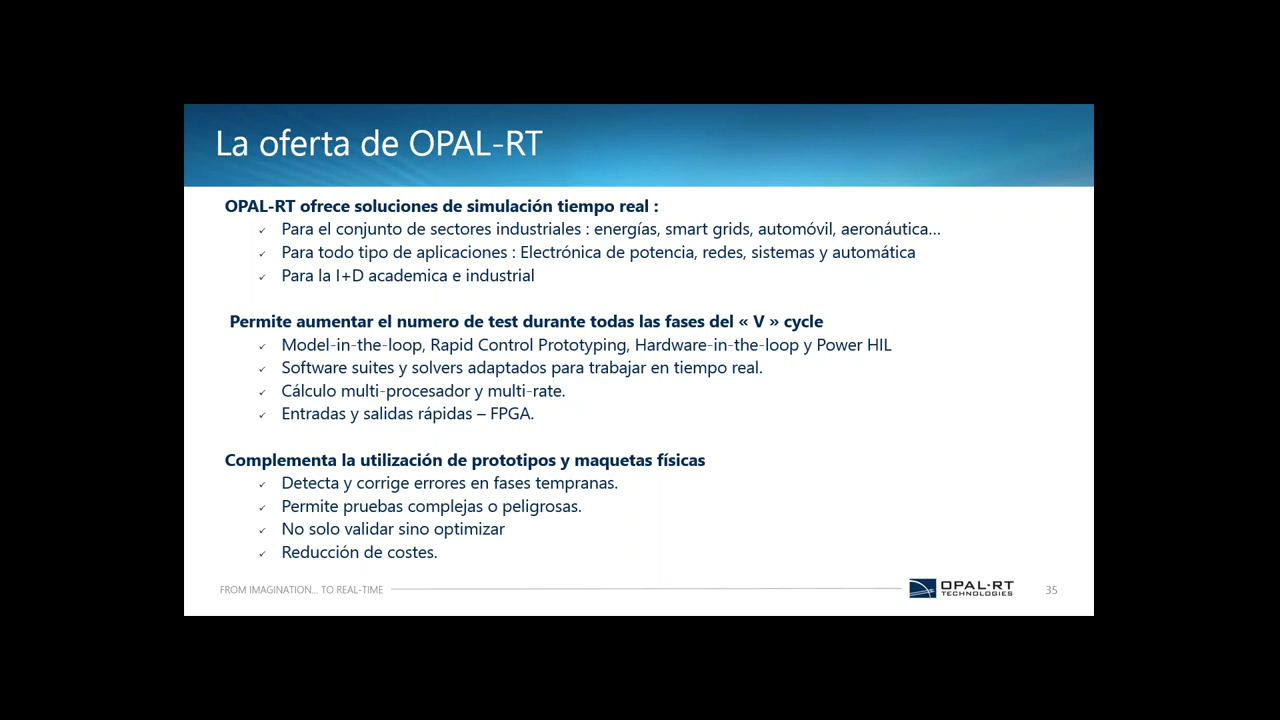 La oferta de OPAL-RT
OPAL-RT ofrece soluciones de simulación tiempo real :
✓ Para el conjunto de sectores industriales : energías, smart grids, automóvil, aeronáutica…
✓ Para todo tipo de aplicaciones : Electrónica de potencia, redes, sistemas y automática
✓ Para la I+D academica e industrial
Permite aumentar el numero de test durante todas las fases del « V » cycle
✓ Model-in-the-loop, Rapid Control Prototyping, Hardware-in-the-loop y Power HIL
✓ Software suites y solvers adaptados para trabajar en tiempo real.
✓ Cálculo multi-procesador y multi-rate.
✓ Entradas y salidas rápidas – FPGA.
Complementa la utilización de prototipos y maquetas físicas
✓ Detecta y corrige errores en fases tempranas.
✓ Permite pruebas complejas o peligrosas.
✓ No solo validar sino optimizar
✓ Reducción de costes.
FROM IMAGINATION... TO REAL-TIME
OPAL-RT
TECHNOLOGIES
35